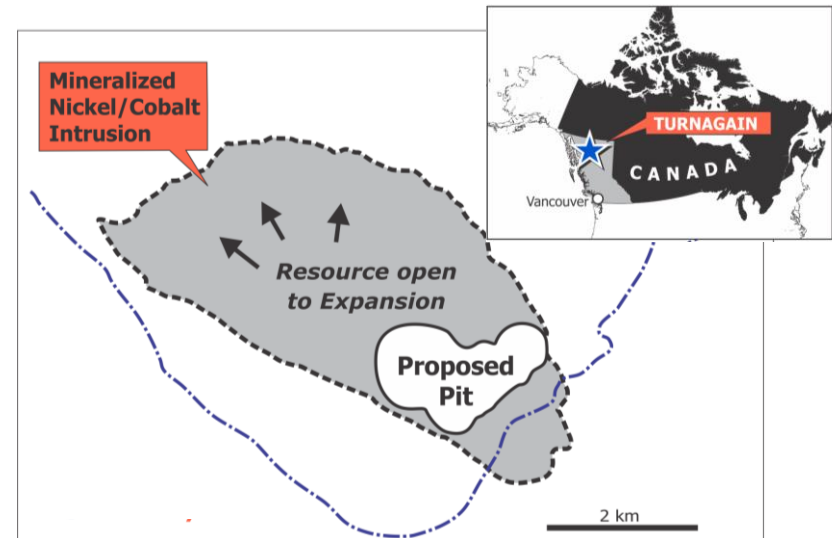 Mineralized
Nickel/Cobalt
Intrusion
TURNAGAIN
CANADA
Vancouver
Resource open
to Expansion
Proposed
Pit
2 km